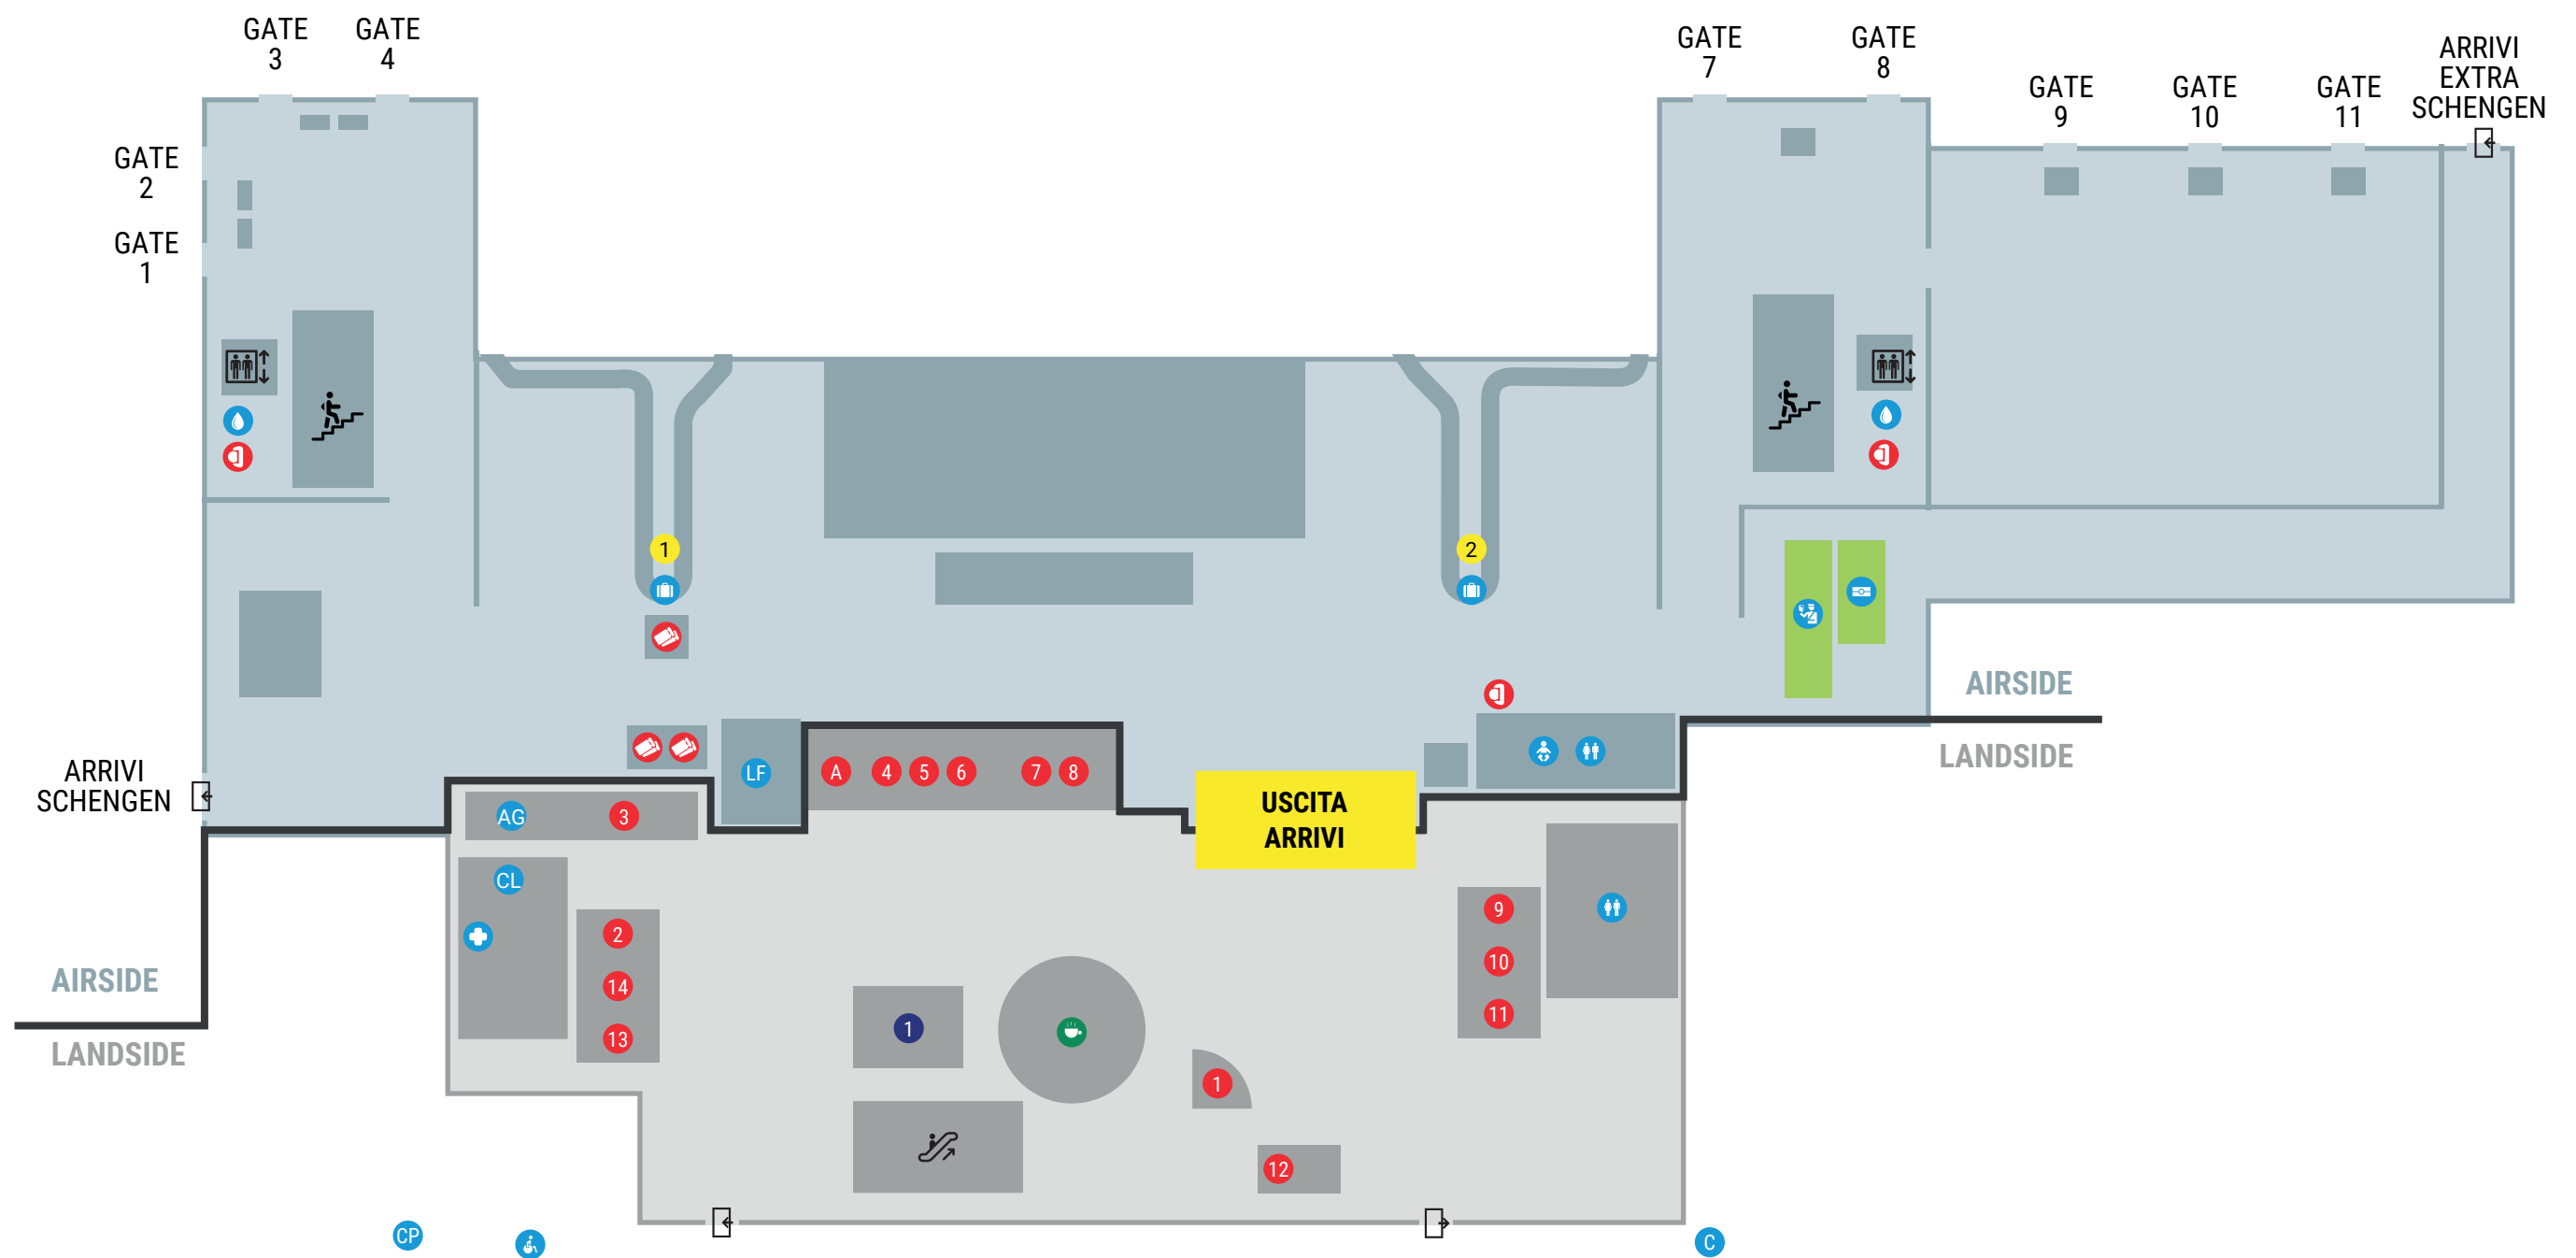 GATE
3
GATE
4
GATE
7
GATE
8
ARRIVI
EXTRA
SCHENGEN
GATE
9
GATE
10
GATE
11
GATE
2
GATE
1
1
2
AIRSIDE
LANDSIDE
ARRIVI
SCHENGEN
LF
A
4
5
6
7
8
USCITA
ARRIVI
AG
3
CL
2
14
13
9
10
11
AIRSIDE
LANDSIDE
1
1
12
CP
C